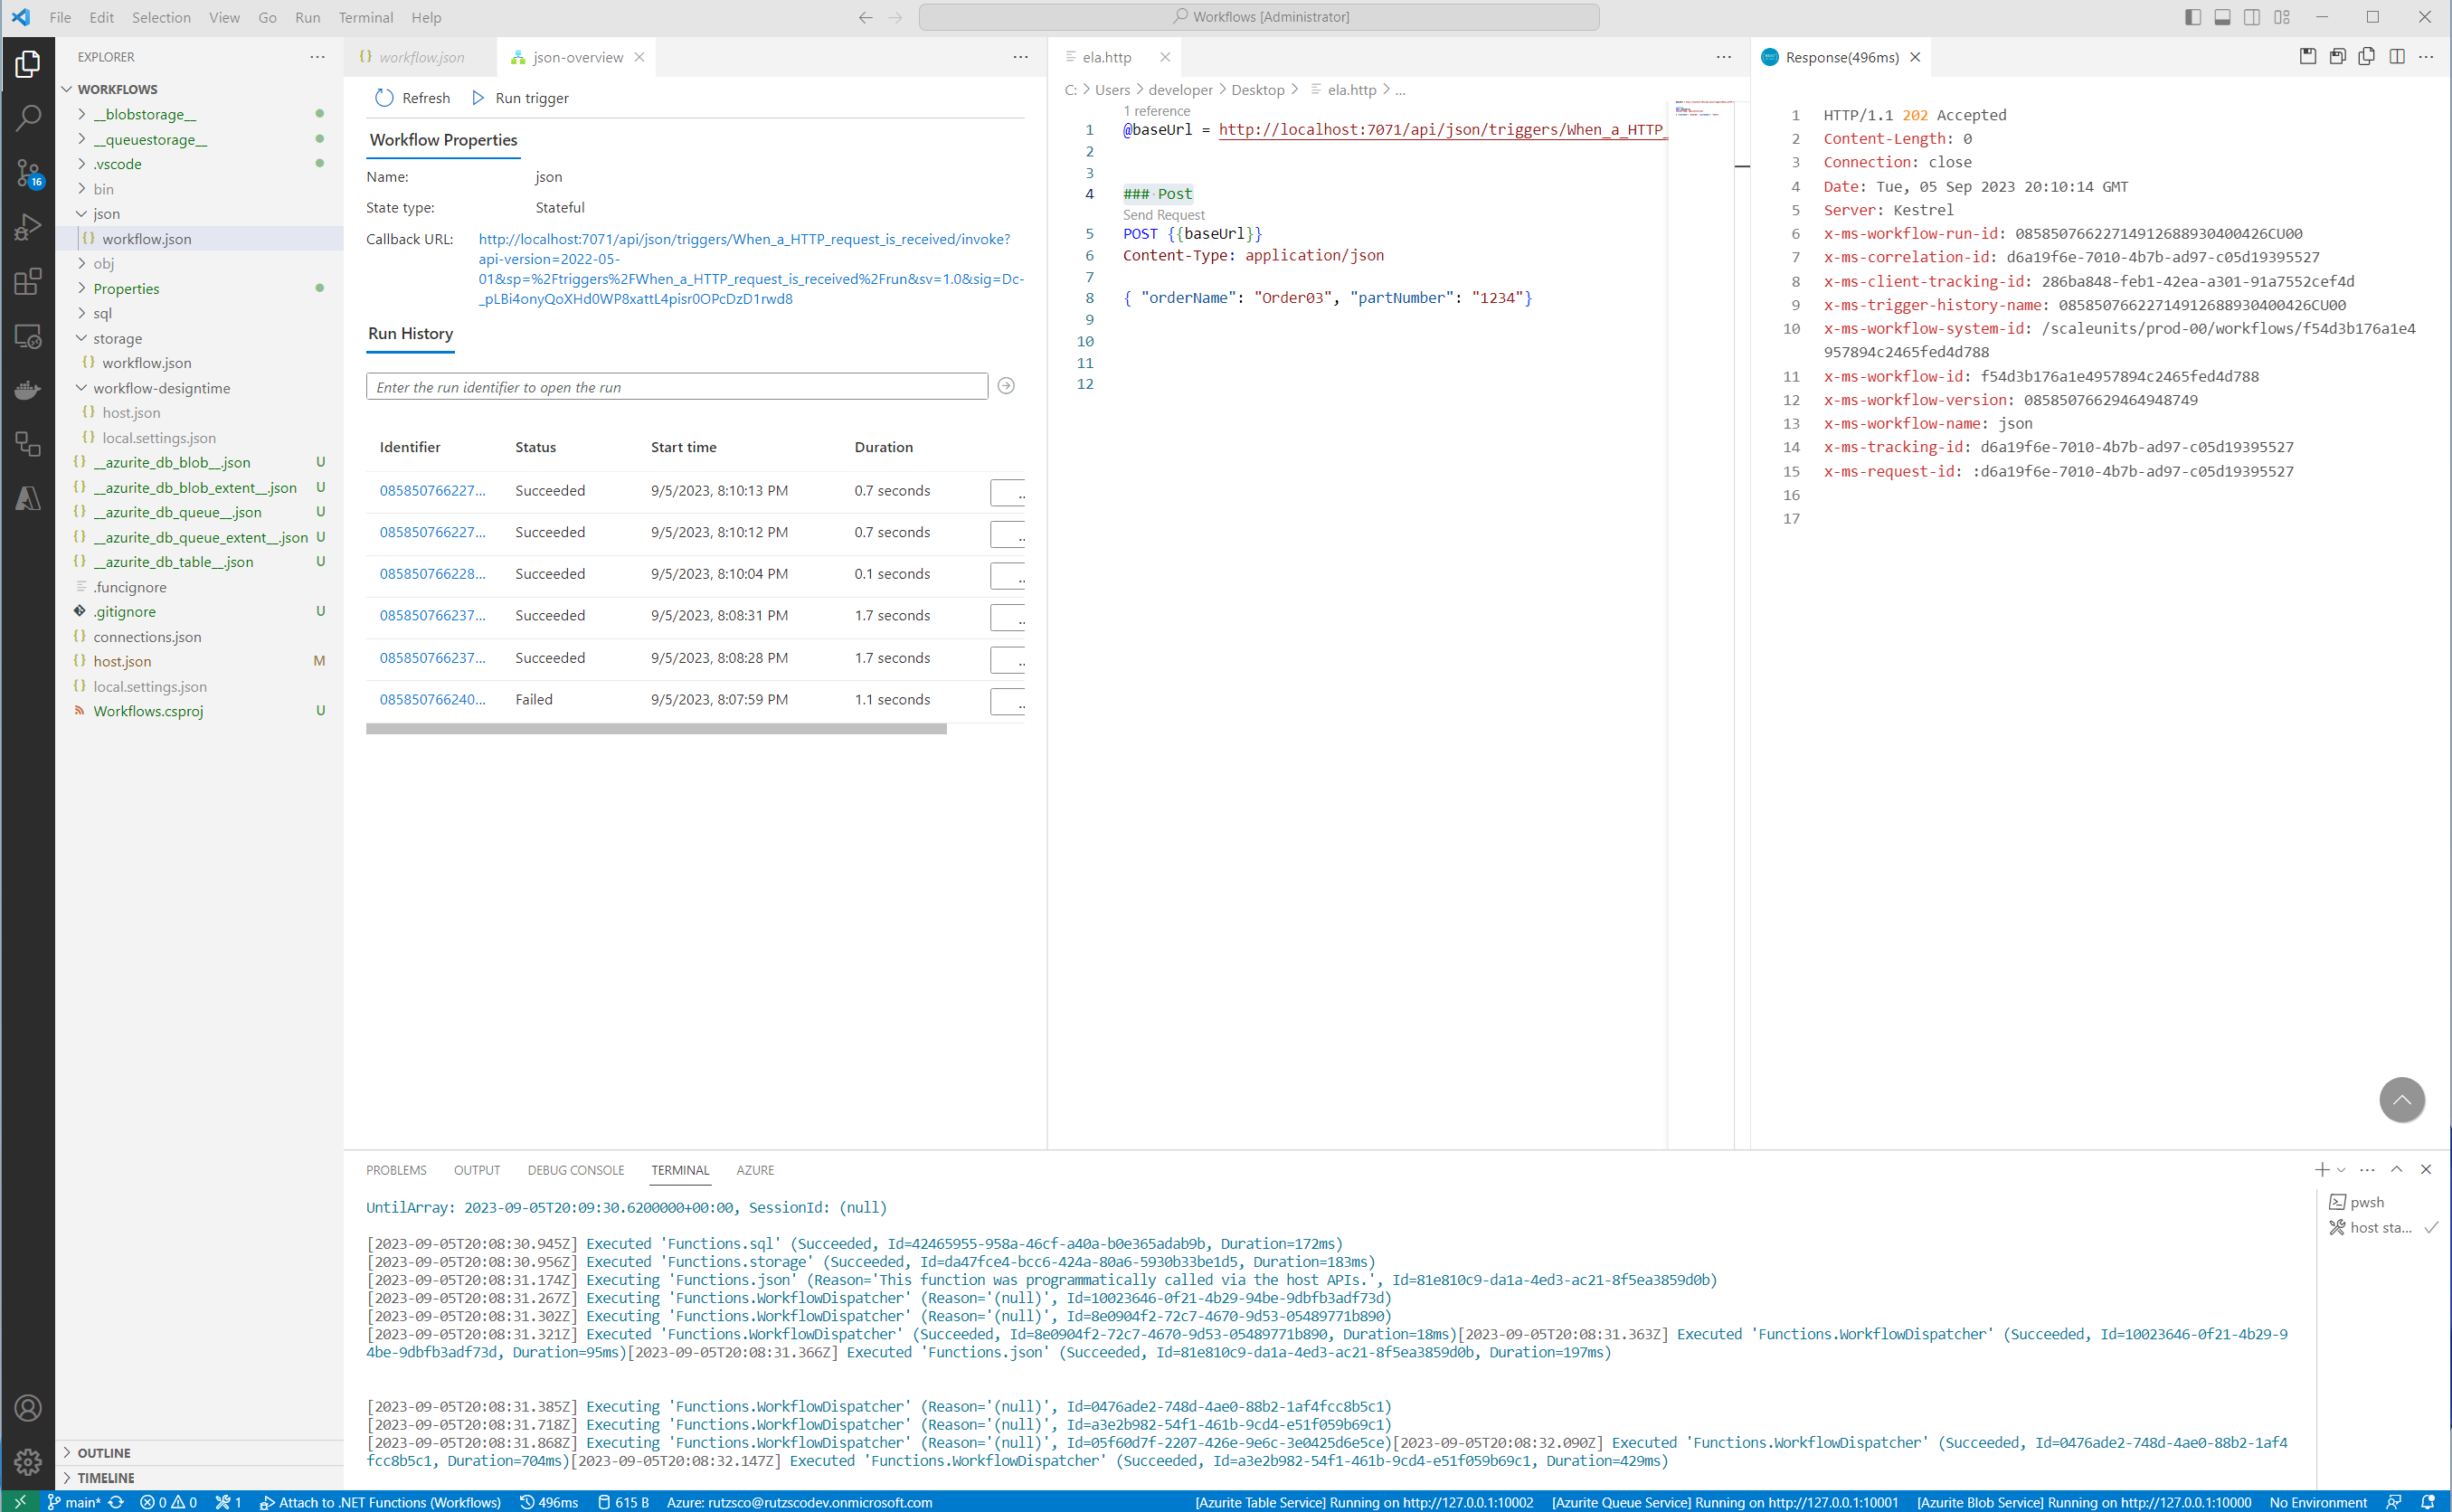 File Edit Selection View Go Run Terminal Help
Workflows [Administrator]
EXPLORER
WORKFLOWS
__blobstorage__
__queuestorage__
.vscode
bin
json
workflow.json
obj
Properties
sql
storage
workflow.json
workflow-designtime
host.json
local.settings.json
__azurite_db_blob__.json U
__azurite_db_blob_extent__.json U
__azurite_db_queue__.json U
__azurite_db_queue_extent__.json U
__azurite_db_table__.json U
.funcignore
.gitignore U
connections.json
host.json M
local.settings.json
Workflows.csproj U
OUTLINE
TIMELINE
16
workflow.json
json-overview
Refresh Run trigger
Workflow Properties
Name: json
State type: Stateful
Callback URL: http://localhost:7071/api/json/triggers/When_a_HTTP_request_is_received/invoke?
api-version=2022-05-
01&sp=%2Ftriggers%2FWhen_a_HTTP_request_is_received%2Frun&sv=1.0&sig=Dc-
_pLBi4onyQoXHd0WP8xattL4pisr0OPcDzD1rwd8
Run History
Enter the run identifier to open the run
Identifier Status Start time Duration
085850766227... Succeeded 9/5/2023, 8:10:13 PM 0.7 seconds ..
085850766227... Succeeded 9/5/2023, 8:10:12 PM 0.7 seconds ..
085850766228... Succeeded 9/5/2023, 8:10:04 PM 0.1 seconds ..
085850766237... Succeeded 9/5/2023, 8:08:31 PM 1.7 seconds ..
085850766237... Succeeded 9/5/2023, 8:08:28 PM 1.7 seconds ..
085850766240... Failed 9/5/2023, 8:07:59 PM 1.1 seconds ..
ela.http
C: > Users > developer > Desktop > ela.http > ...
1 reference
1 @baseUrl = http://localhost:7071/api/json/triggers/When_a_HTTP_
2
3
4 ### Post
Send Request
5 POST {{baseUrl}}
6 Content-Type: application/json
7
8 { "orderName": "Order03", "partNumber": "1234"}
9
10
11
12
Response(496ms)
1 HTTP/1.1 202 Accepted
2 Content-Length: 0
3 Connection: close
4 Date: Tue, 05 Sep 2023 20:10:14 GMT
5 Server: Kestrel
6 x-ms-workflow-run-id: 08585076622714912688930400426CU00
7 x-ms-correlation-id: d6a19f6e-7010-4b7b-ad97-c05d19395527
8 x-ms-client-tracking-id: 286ba848-feb1-42ea-a301-91a7552cef4d
9 x-ms-trigger-history-name: 08585076622714912688930400426CU00
10 x-ms-workflow-system-id: /scaleunits/prod-00/workflows/f54d3b176a1e4
957894c2465fed4d788
11 x-ms-workflow-id: f54d3b176a1e4957894c2465fed4d788
12 x-ms-workflow-version: 08585076629464948749
13 x-ms-workflow-name: json
14 x-ms-tracking-id: d6a19f6e-7010-4b7b-ad97-c05d19395527
15 x-ms-request-id: :d6a19f6e-7010-4b7b-ad97-c05d19395527
16
17
PROBLEMS OUTPUT DEBUG CONSOLE TERMINAL AZURE
UntilArray: 2023-09-05T20:09:30.6200000+00:00, SessionId: (null)
[2023-09-05T20:08:30.945Z] Executed 'Functions.sql' (Succeeded, Id=42465955-958a-46cf-a40a-b0e365adab9b, Duration=172ms)
[2023-09-05T20:08:30.956Z] Executed 'Functions.storage' (Succeeded, Id=da47fce4-bcc6-424a-80a6-5930b33be1d5, Duration=183ms)
[2023-09-05T20:08:31.174Z] Executing 'Functions.json' (Reason='This function was programmatically called via the host APIs.', Id=81e810c9-da1a-4ed3-ac21-8f5ea3859d0b)
[2023-09-05T20:08:31.267Z] Executing 'Functions.WorkflowDispatcher' (Reason='(null)', Id=10023646-0f21-4b29-94be-9dbfb3adf73d)
[2023-09-05T20:08:31.302Z] Executing 'Functions.WorkflowDispatcher' (Reason='(null)', Id=8e0904f2-72c7-4670-9d53-05489771b890)
[2023-09-05T20:08:31.321Z] Executed 'Functions.WorkflowDispatcher' (Succeeded, Id=8e0904f2-72c7-4670-9d53-05489771b890, Duration=18ms)[2023-09-05T20:08:31.363Z] Executed 'Functions.WorkflowDispatcher' (Succeeded, Id=10023646-0f21-4b29-9
4be-9dbfb3adf73d, Duration=95ms)[2023-09-05T20:08:31.366Z] Executed 'Functions.json' (Succeeded, Id=81e810c9-da1a-4ed3-ac21-8f5ea3859d0b, Duration=197ms)
[2023-09-05T20:08:31.385Z] Executing 'Functions.WorkflowDispatcher' (Reason='(null)', Id=0476ade2-748d-4ae0-88b2-1af4fcc8b5c1)
[2023-09-05T20:08:31.718Z] Executing 'Functions.WorkflowDispatcher' (Reason='(null)', Id=a3e2b982-54f1-461b-9cd4-e51f059b69c1)
[2023-09-05T20:08:31.868Z] Executing 'Functions.WorkflowDispatcher' (Reason='(null)', Id=05f60d7f-2207-426e-9e6c-3e0425d6e5ce)[2023-09-05T20:08:32.090Z] Executed 'Functions.WorkflowDispatcher' (Succeeded, Id=0476ade2-748d-4ae0-88b2-1af4
fcc8b5c1, Duration=704ms)[2023-09-05T20:08:32.147Z] Executed 'Functions.WorkflowDispatcher' (Succeeded, Id=a3e2b982-54f1-461b-9cd4-e51f059b69c1, Duration=429ms)
pwsh
host sta...
main* 0 0 1 Attach to .NET Functions (Workflows) 496ms 615 B Azure: rutzsco@rutzscodev.onmicrosoft.com [Azurite Table Service] Running on http://127.0.0.1:10002 [Azurite Queue Service] Running on http://127.0.0.1:10001 [Azurite Blob Service] Running on http://127.0.0.1:10000 No Environment